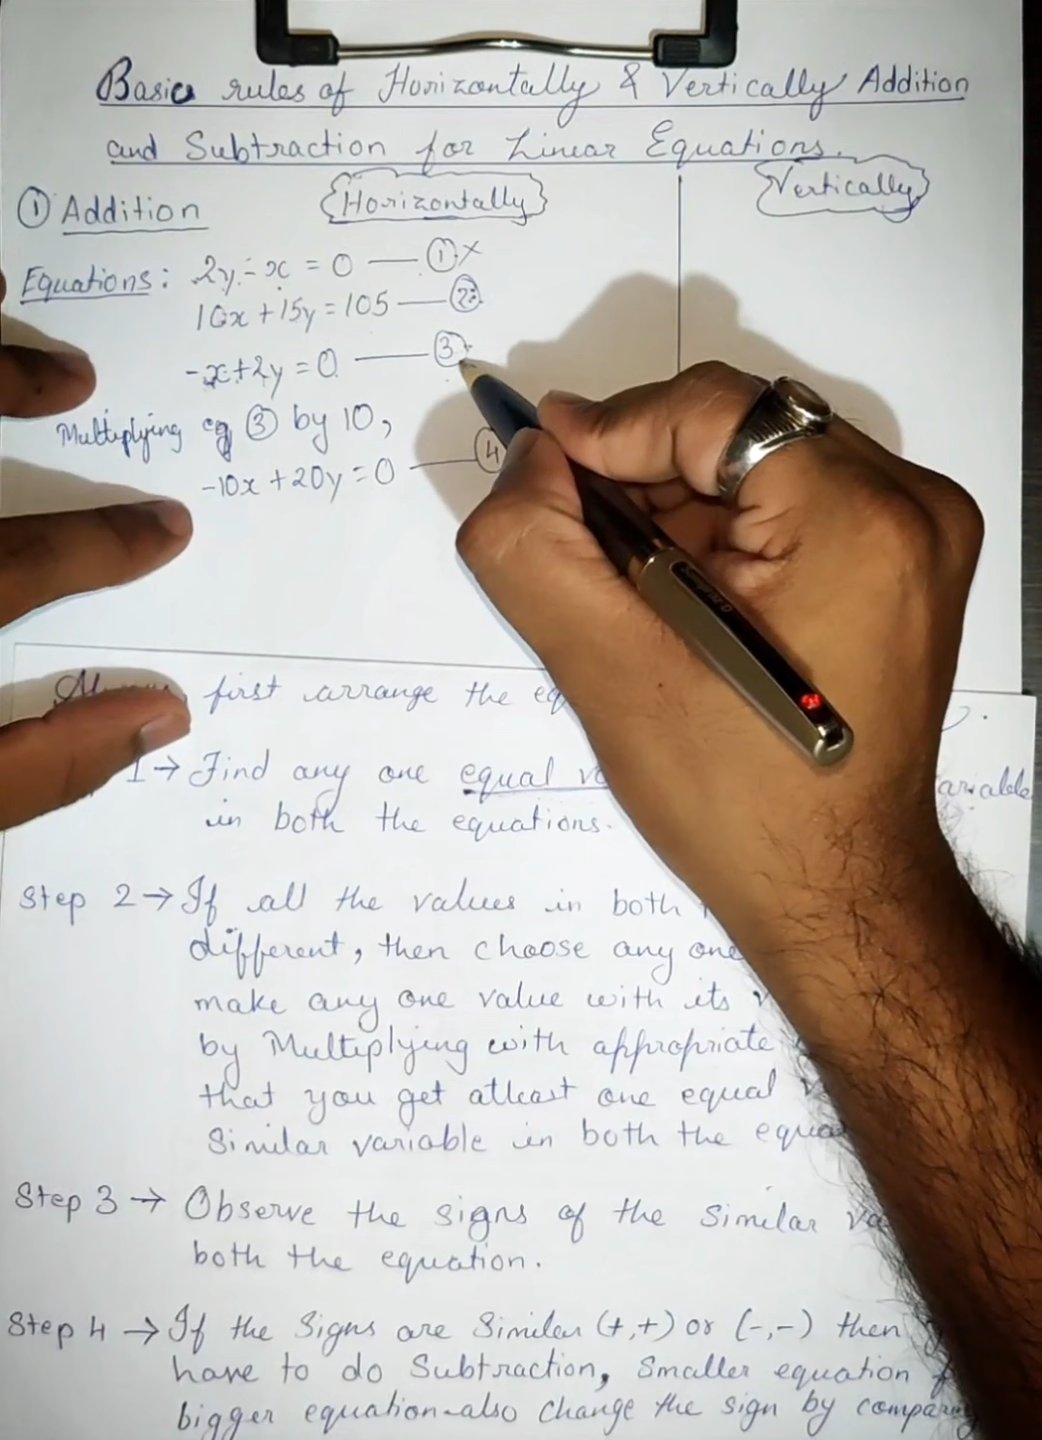 Basic rules of Horizontally & Vertically Addition
and Subtraction for Linear Equations.
① Addition
Horizontally
Vertically
Equations: 2y - x = 0 — ①×
10x + 15y = 105 — ②
-x + 2y = 0 — ③
Multiplying eq ③ by 10,
-10x + 20y = 0 — ④
first arrange the eq
1 → Find any one equal ariable
in both the equations.
Step 2 → If all the values in both
different, then choose any one
make any one value with its
by Multiplying with appropriate
that you get atleast one equal
Similar variable in both the equa
Step 3 → Observe the signs of the similar va
both the equation.
Step 4 → If the Signs are Similar (+,+) or (-,-) then
have to do Subtraction, Smaller equation f
bigger equation also change the sign by comparing